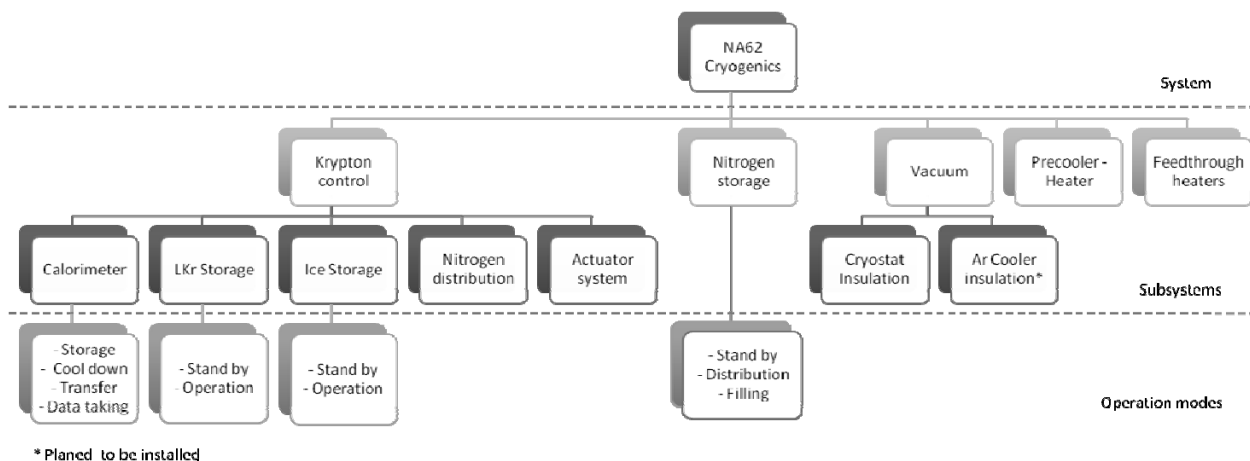 NA62
Cryogenics
System
Krypton
control
Nitrogen
storage
Vacuum
Precooler -
Heater
Feedthrough
heaters
Calorimeter
LKr Storage
Ice Storage
Nitrogen
distribution
Actuator
system
Cryostat
Insulation
Ar Cooler
insulation*
Subsystems
- Storage
- Cool down
- Transfer
- Data taking
- Stand by
- Operation
- Stand by
- Operation
- Stand by
- Distribution
- Filling
Operation modes
* Planed to be installed